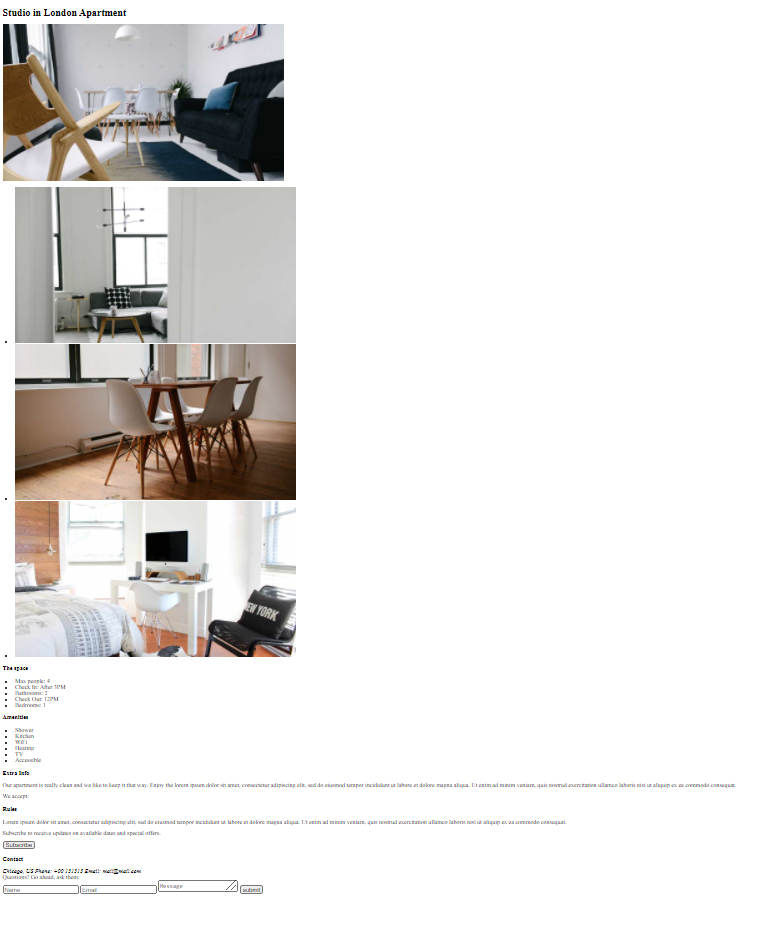 Studio in London Apartment
NEW YORK
The space
Max people: 4
Check In: After 3PM
Bathrooms: 2
Check Out: 12PM
Bedrooms: 1
Amenities
Shower
Kitchen
WiFi
Heating
TV
Accessible
Extra Info
Our apartment is really clean and we like to keep it that way. Enjoy the lorem ipsum dolor sit amet, consectetur adipiscing elit, sed do eiusmod tempor incididunt ut labore et dolore magna aliqua. Ut enim ad minim veniam, quis nostrud exercitation ullamco laboris nisi ut aliquip ex ea commodo consequat.
We accept:
Rules
Lorem ipsum dolor sit amet, consectetur adipiscing elit, sed do eiusmod tempor incididunt ut labore et dolore magna aliqua. Ut enim ad minim veniam, quis nostrud exercitation ullamco laboris nisi ut aliquip ex ea commodo consequat.
Subscribe to receive updates on available dates and special offers.
Subscribe
Contact
Chicago, US Phone: +00 151515 Email: mail@mail.com
Questions? Go ahead, ask them:
Name Email Message submit